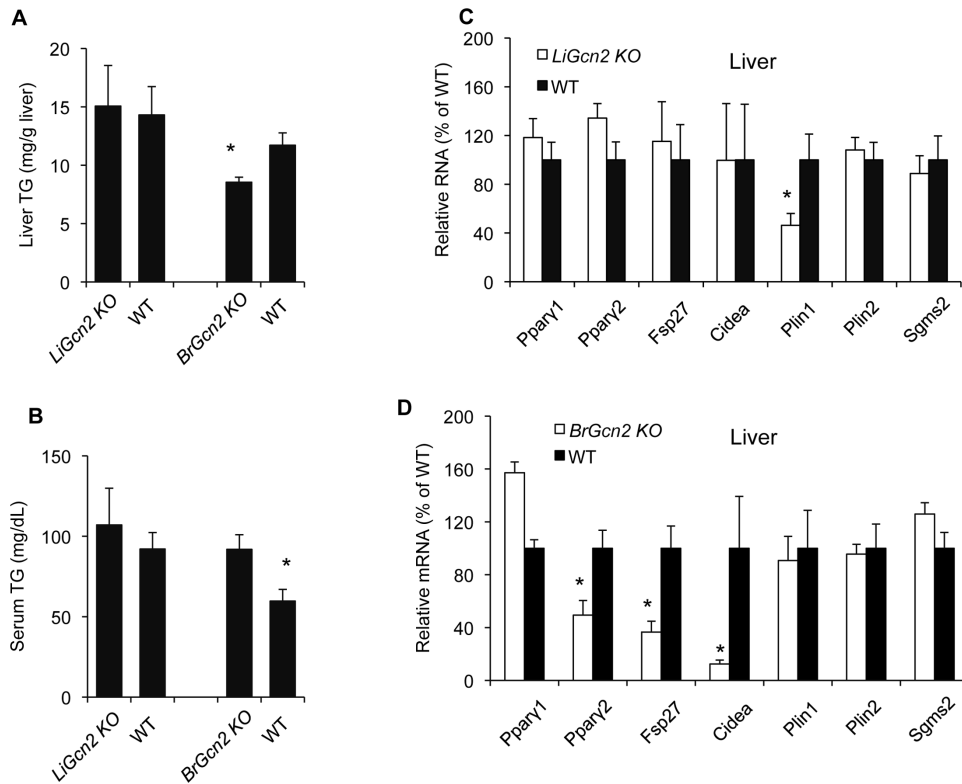 A
Liver TG (mg/g liver)
20
15
10
5
0
*
LiGcn2 KO
WT
BrGcn2 KO
WT
B
Serum TG (mg/dL)
150
100
50
0
*
LiGcn2 KO
WT
BrGcn2 KO
WT
C
Relative RNA (% of WT)
200
160
120
80
40
0
LiGcn2 KO
WT
Liver
*
Pparγ1
Pparγ2
Fsp27
Cidea
Plin1
Plin2
Sgms2
D
Relative mRNA (% of WT)
200
160
120
80
40
0
BrGcn2 KO
WT
Liver
*
*
*
Pparγ1
Pparγ2
Fsp27
Cidea
Plin1
Plin2
Sgms2